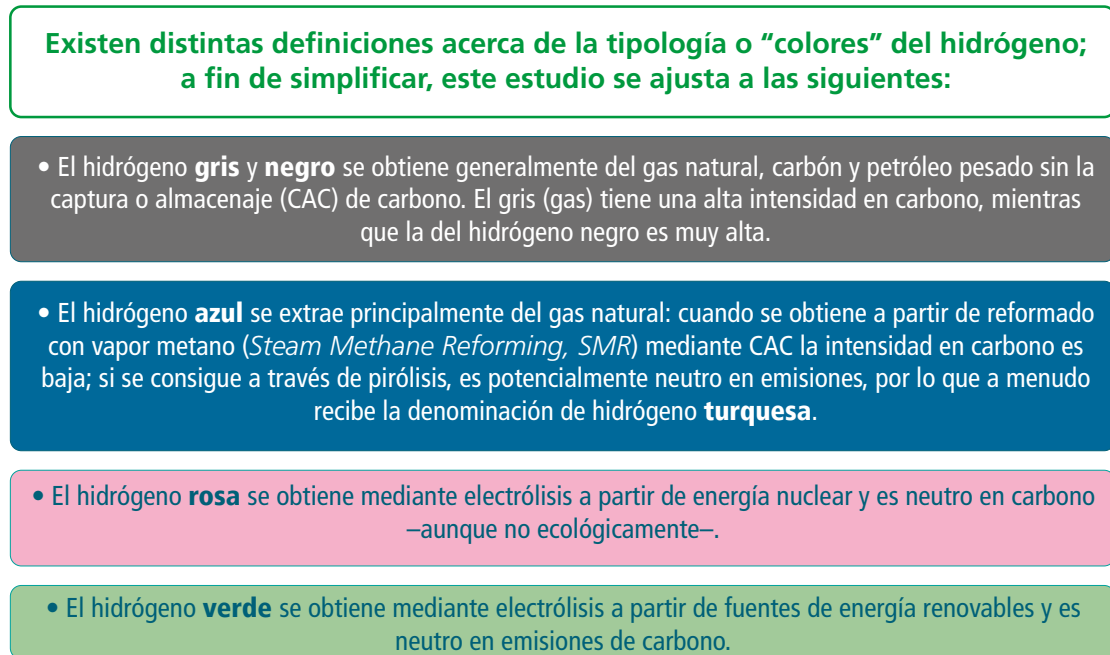 Existen distintas definiciones acerca de la tipología o “colores” del hidrógeno;
a fin de simplificar, este estudio se ajusta a las siguientes:
• El hidrógeno gris y negro se obtiene generalmente del gas natural, carbón y petróleo pesado sin la
captura o almacenaje (CAC) de carbono. El gris (gas) tiene una alta intensidad en carbono, mientras
que la del hidrógeno negro es muy alta.
• El hidrógeno azul se extrae principalmente del gas natural: cuando se obtiene a partir de reformado
con vapor metano (Steam Methane Reforming, SMR) mediante CAC la intensidad en carbono es
baja; si se consigue a través de pirólisis, es potencialmente neutro en emisiones, por lo que a menudo
recibe la denominación de hidrógeno turquesa.
• El hidrógeno rosa se obtiene mediante electrólisis a partir de energía nuclear y es neutro en carbono
–aunque no ecológicamente–.
• El hidrógeno verde se obtiene mediante electrólisis a partir de fuentes de energía renovables y es
neutro en emisiones de carbono.